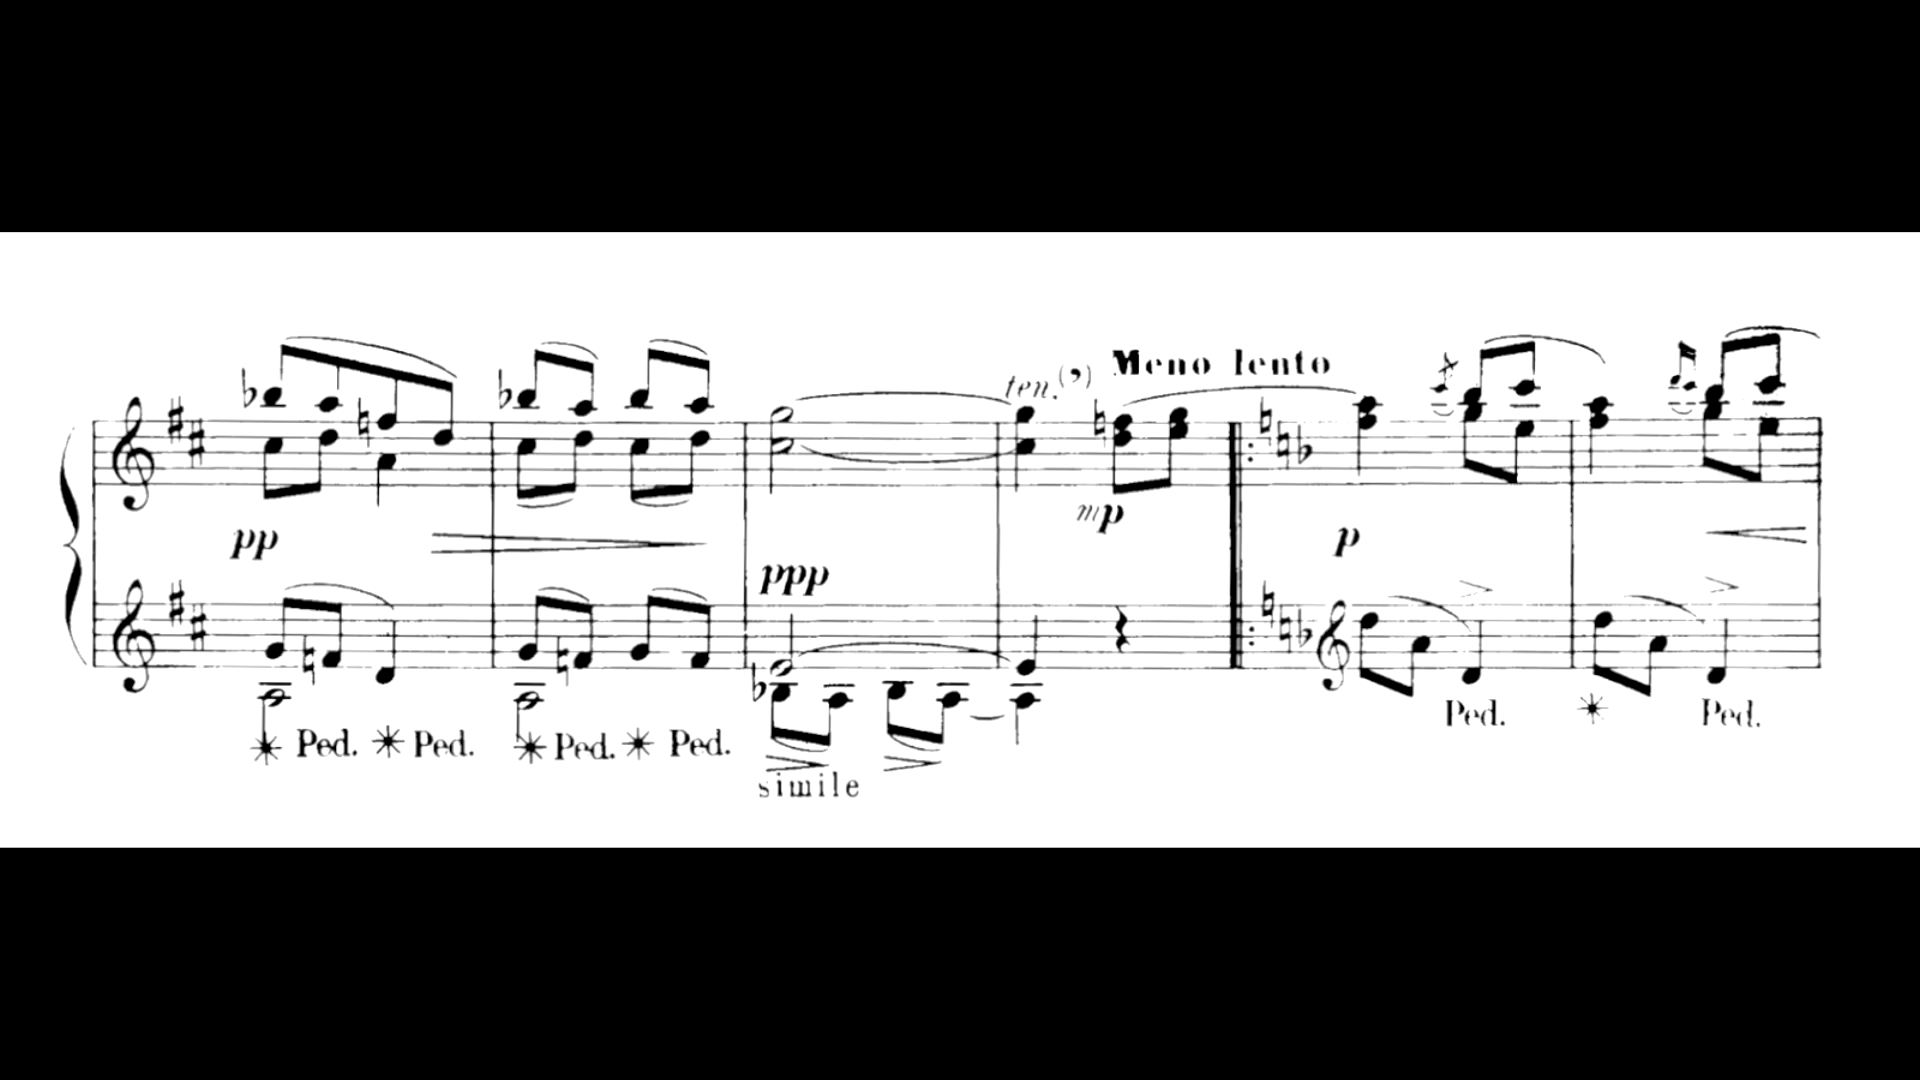 ten.(,) Meno lento
pp mp p
ppp
Ped. Ped. Ped. Ped. Ped. Ped.
simile